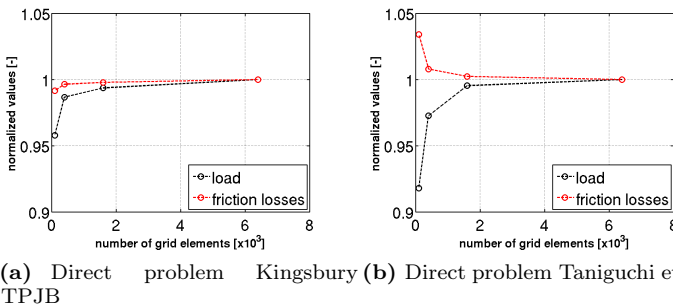 1.05
1
0.95
0.9
0 2 4 6 8
normalized values [-]
number of grid elements [x10³]
load
friction losses
(a) Direct problem Kingsbury
TPJB
1.05
1
0.95
0.9
0 2 4 6 8
normalized values [-]
number of grid elements [x10³]
load
friction losses
(b) Direct problem Taniguchi